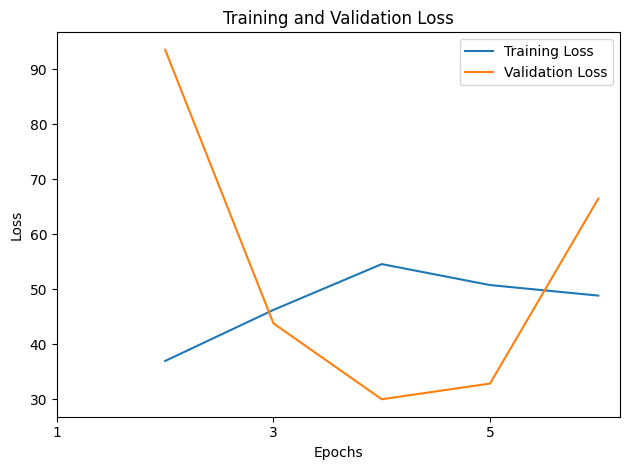 Training and Validation Loss
Training Loss
Validation Loss
90
80
70
60
50
40
30
Loss
1 3 5
Epochs